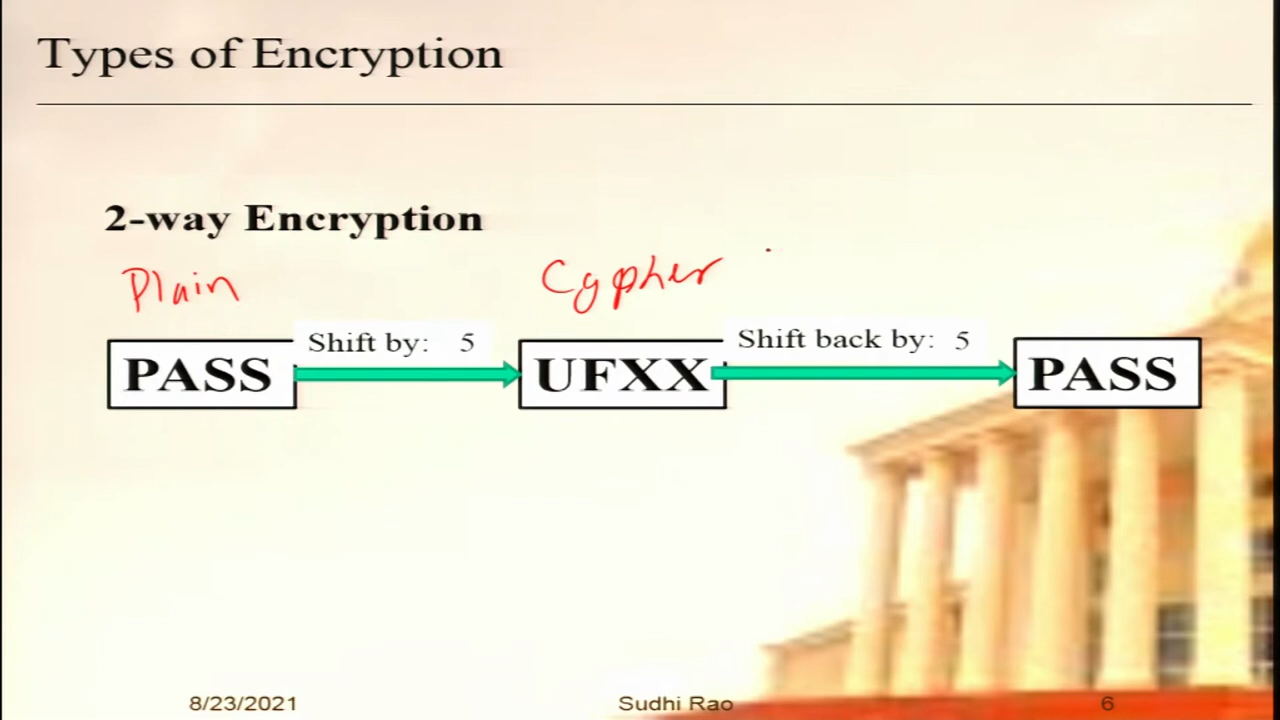 Types of Encryption
2-way Encryption
Plain
Cypher
Shift by: 5
Shift back by: 5
PASS
UFXX
PASS
8/23/2021
Sudhi Rao
6